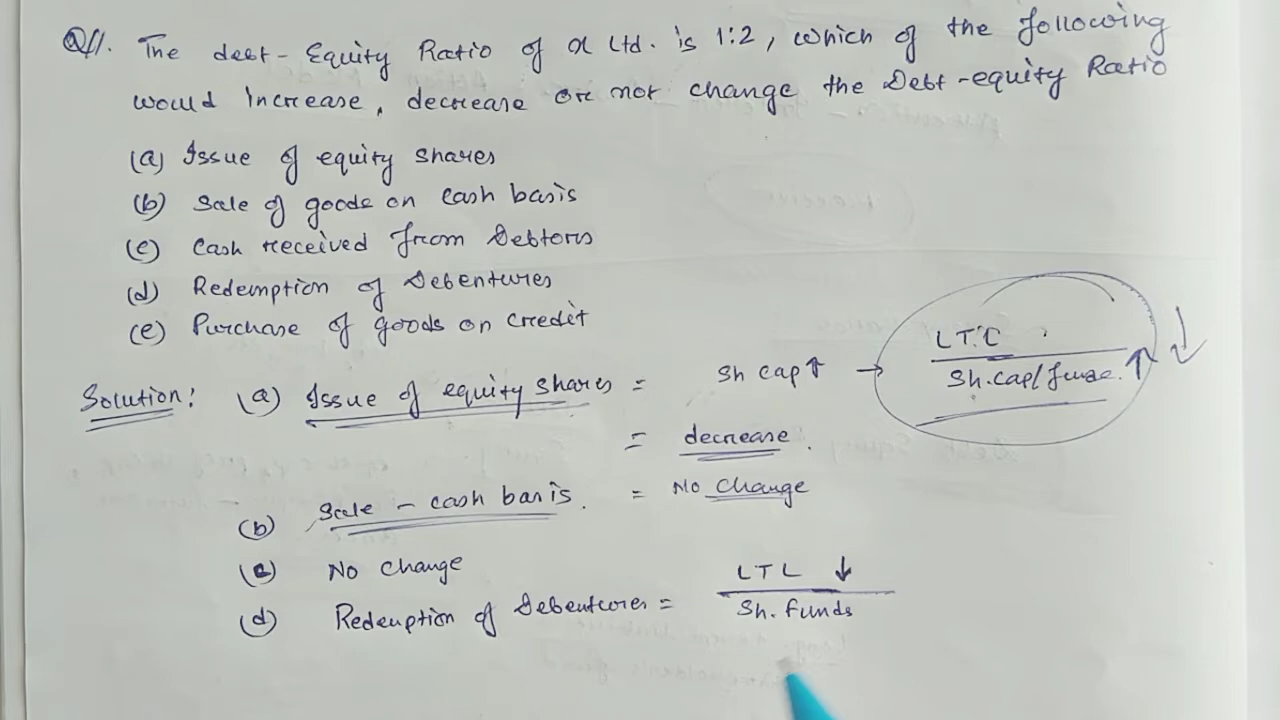 Q1. The debt-Equity Ratio of X Ltd. is 1:2, which of the following
would increase, decrease or not change the Debt-equity Ratio
(a) Issue of equity shares
(b) Sale of goods on cash basis
(c) Cash received from Debtors
(d) Redemption of Debentures
(e) Purchase of goods on credit
Solution: (a) Issue of equity shares = Sh cap ↑ →
LTL
Sh. cap/funds. ↑ ↓
= decrease.
(b) Sale - cash basis. = No change
(c) No change
(d) Redemption of Debentures =
LTL ↓
Sh. funds